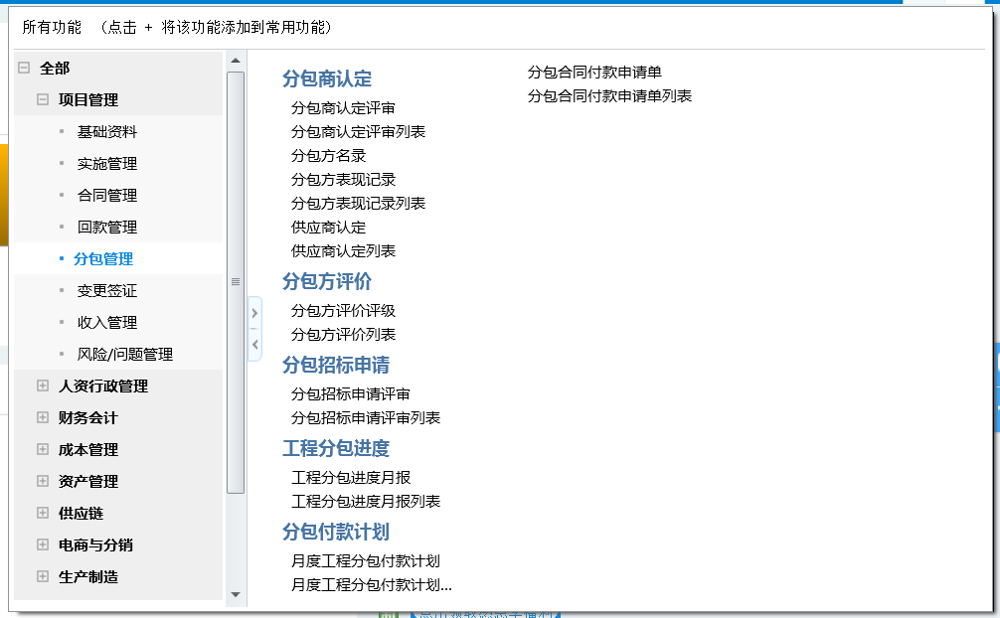 所有功能 （点击 + 将该功能添加到常用功能）
全部
项目管理
基础资料
实施管理
合同管理
回款管理
分包管理
变更签证
收入管理
风险/问题管理
人资行政管理
财务会计
成本管理
资产管理
供应链
电商与分销
生产制造
分包商认定
分包商认定评审
分包商认定评审列表
分包方名录
分包方表现记录
分包方表现记录列表
供应商认定
供应商认定列表
分包方评价
分包方评价评级
分包方评价列表
分包招标申请
分包招标申请评审
分包招标申请评审列表
工程分包进度
工程分包进度月报
工程分包进度月报列表
分包付款计划
月度工程分包付款计划
月度工程分包付款计划...
分包合同付款申请单
分包合同付款申请单列表